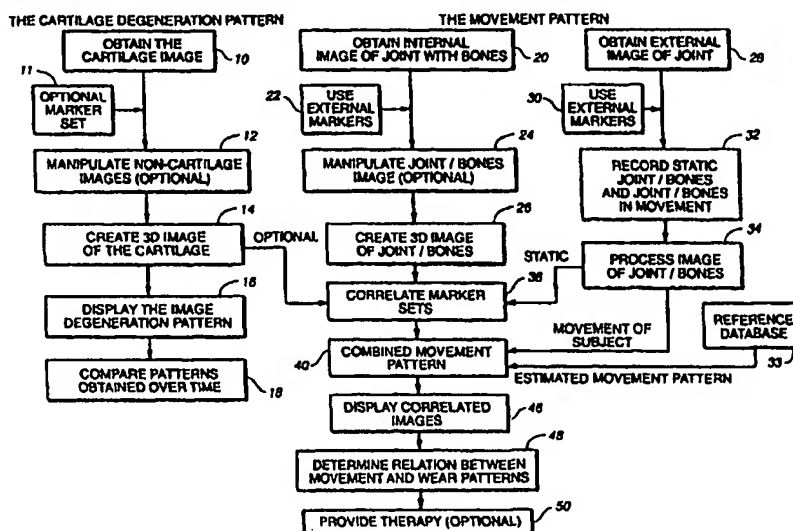 THE CARTILAGE DEGENERATION PATTERN
OBTAIN THE
CARTILAGE IMAGE
10
11
OPTIONAL
MARKER
SET
12
MANIPULATE NON-CARTILAGE
IMAGES (OPTIONAL)
14
CREATE 3D IMAGE
OF THE CARTILAGE
OPTIONAL
16
DISPLAY THE IMAGE
DEGENERATION PATTERN
COMPARE PATTERNS
OBTAINED OVER TIME
18
THE MOVEMENT PATTERN
OBTAIN INTERNAL
IMAGE OF JOINT WITH BONES
20
22
USE
EXTERNAL
MARKERS
24
MANIPULATE JOINT / BONES
IMAGE (OPTIONAL)
26
CREATE 3D IMAGE
OF JOINT / BONES
36
CORRELATE MARKER
SETS
40
COMBINED MOVEMENT
PATTERN
DISPLAY CORRELATED
IMAGES
46
48
DETERMINE RELATION BETWEEN
MOVEMENT AND WEAR PATTERNS
PROVIDE THERAPY (OPTIONAL)
50
OBTAIN EXTERNAL
IMAGE OF JOINT
28
30
USE
EXTERNAL
MARKERS
32
RECORD STATIC
JOINT / BONES
AND JOINT / BONES
IN MOVEMENT
34
STATIC
PROCESS IMAGE
OF JOINT / BONES
MOVEMENT OF
SUBJECT
REFERENCE
DATABASE
33
ESTIMATED MOVEMENT PATTERN